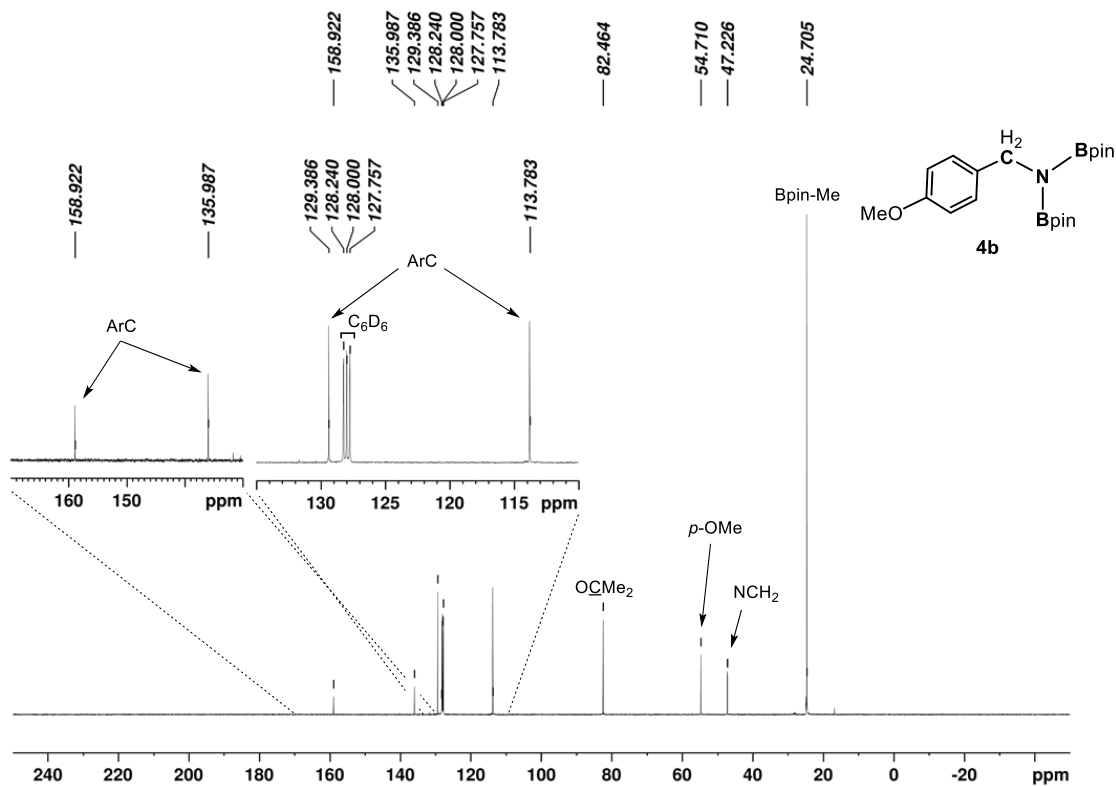 158.922
135.987
129.386
128.240
128.000
127.757
113.783
82.464
54.710
47.226
24.705
158.922
135.987
129.386
128.240
128.000
127.757
113.783
H2
C
N
Bpin
Bpin
MeO
4b
Bpin-Me
ArC
ArC
C6D6
160 150 ppm
130 125 120 115 ppm
p-OMe
OCMe2
NCH2
240 220 200 180 160 140 120 100 80 60 40 20 0 -20 ppm